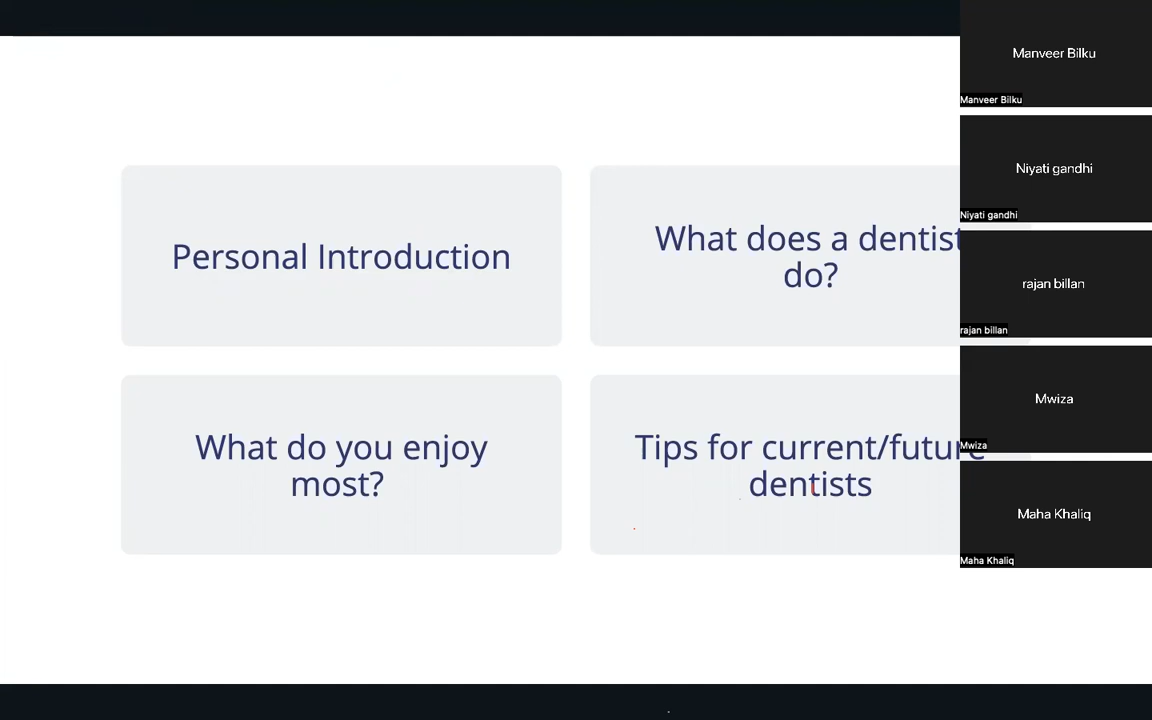 Personal Introduction
What does a dentist
do?
What do you enjoy
most?
Tips for current/future
dentists
Manveer Bilku
Manveer Bilku
Niyati gandhi
Niyati gandhi
rajan billan
rajan billan
Mwiza
Mwiza
Maha Khaliq
Maha Khaliq